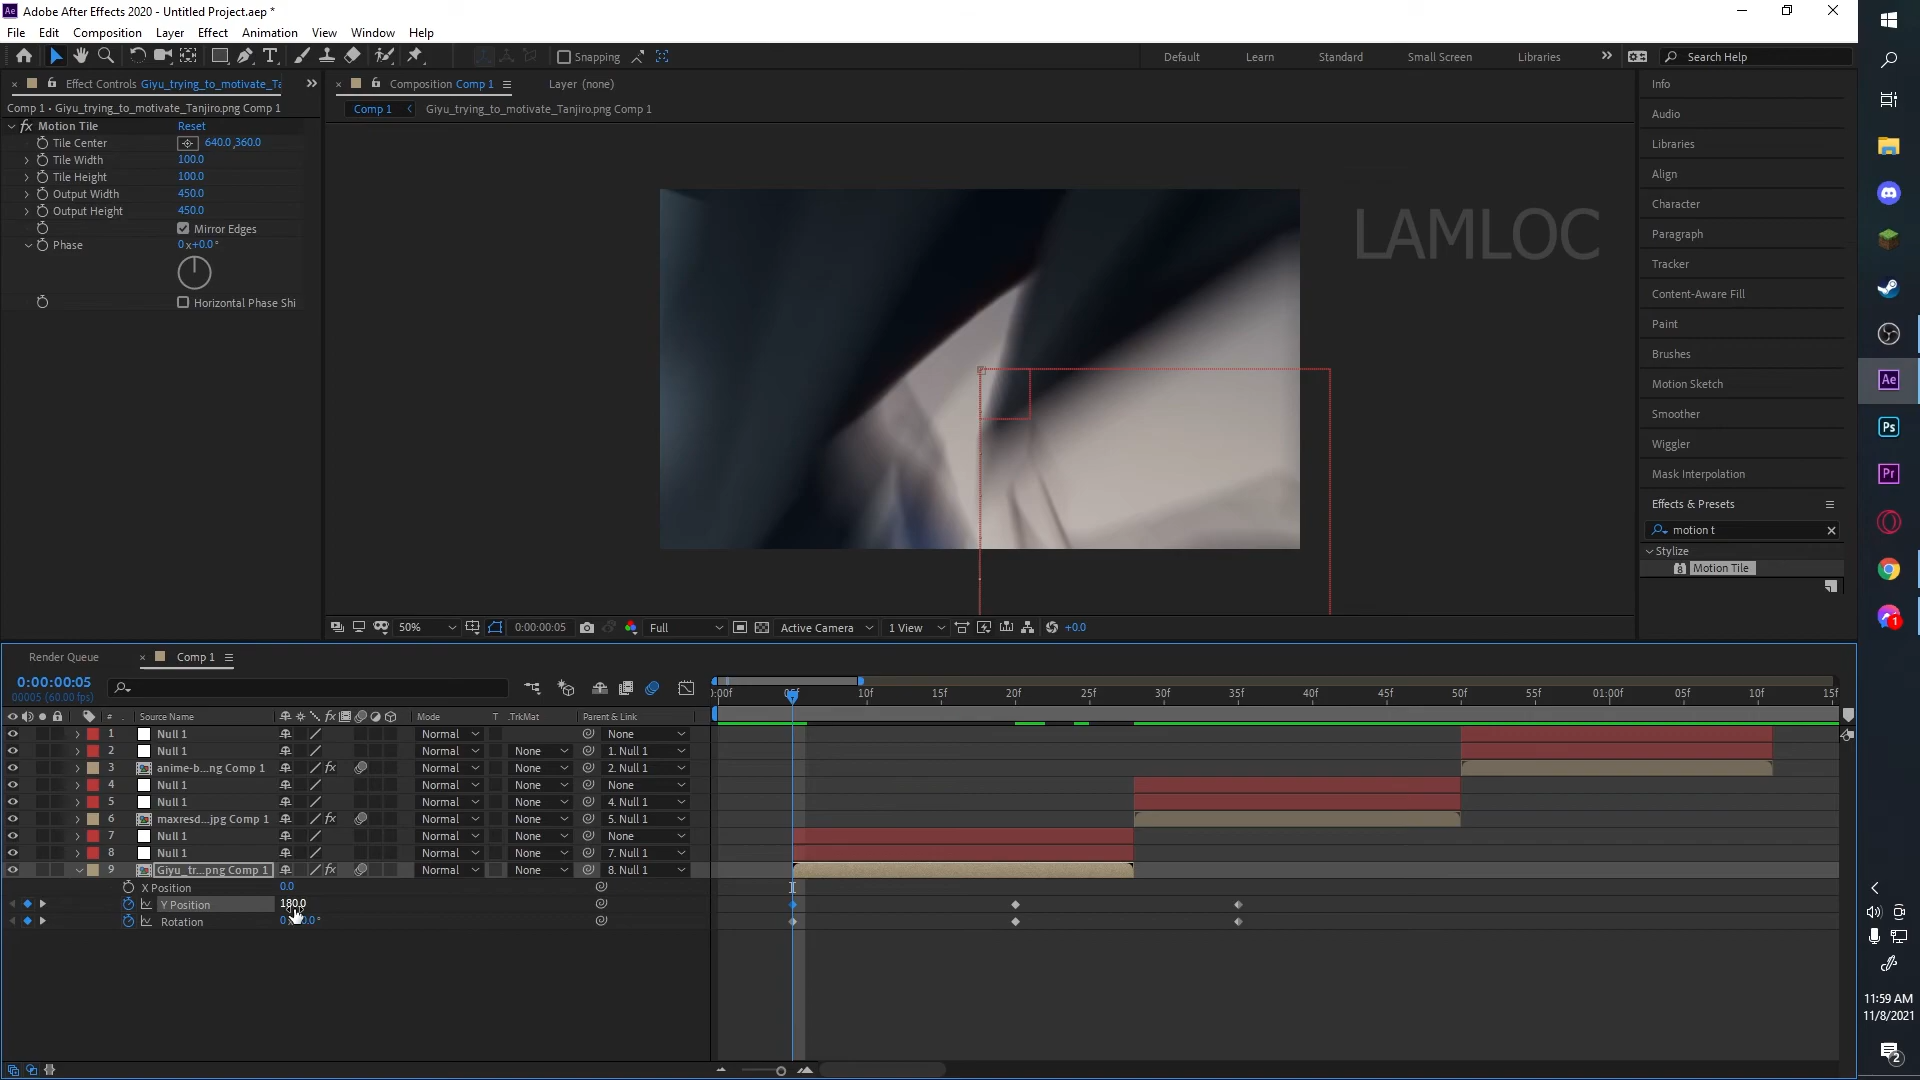 Adobe After Effects 2020 - Untitled Project.aep *
File Edit Composition Layer Effect Animation View Window Help
Snapping
Default Learn Standard Small Screen Libraries
Search Help
Effect Controls Giyu_trying_to_motivate_Ta
Composition Comp 1
Layer (none)
Comp 1 • Giyu_trying_to_motivate_Tanjiro.png Comp 1
Comp 1
Giyu_trying_to_motivate_Tanjiro.png Comp 1
fx Motion Tile Reset
Tile Center 640.0,360.0
Tile Width 100.0
Tile Height 100.0
Output Width 450.0
Output Height 450.0
Mirror Edges
Phase 0x+0.0°
Horizontal Phase Shi
LAMLOC
Info
Audio
Libraries
Align
Character
Paragraph
Tracker
Content-Aware Fill
Paint
Brushes
Motion Sketch
Smoother
Wiggler
Mask Interpolation
Effects & Presets
motion t
Stylize
Motion Tile
50% 0:00:00:05 Full Active Camera 1 View +0.0
Render Queue
Comp 1
0:00:00:05
00005 (60.00 fps)
0:00f 05f 10f 15f 20f 25f 30f 35f 40f 45f 50f 55f 01:00f 05f 10f 15f
# Source Name fx Mode T .TrkMat Parent & Link
1 Null 1 Normal None
2 Null 1 Normal None 1. Null 1
3 anime-b...ng Comp 1 fx Normal None 2. Null 1
4 Null 1 Normal None None
5 Null 1 Normal None 4. Null 1
6 maxresd...jpg Comp 1 fx Normal None 5. Null 1
7 Null 1 Normal None None
8 Null 1 Normal None 7. Null 1
9 Giyu_tr...png Comp 1 fx Normal None 8. Null 1
X Position 0.0
Y Position 180.0
Rotation
Ae
Ps
Pr
1
11:59 AM
11/8/2021
2